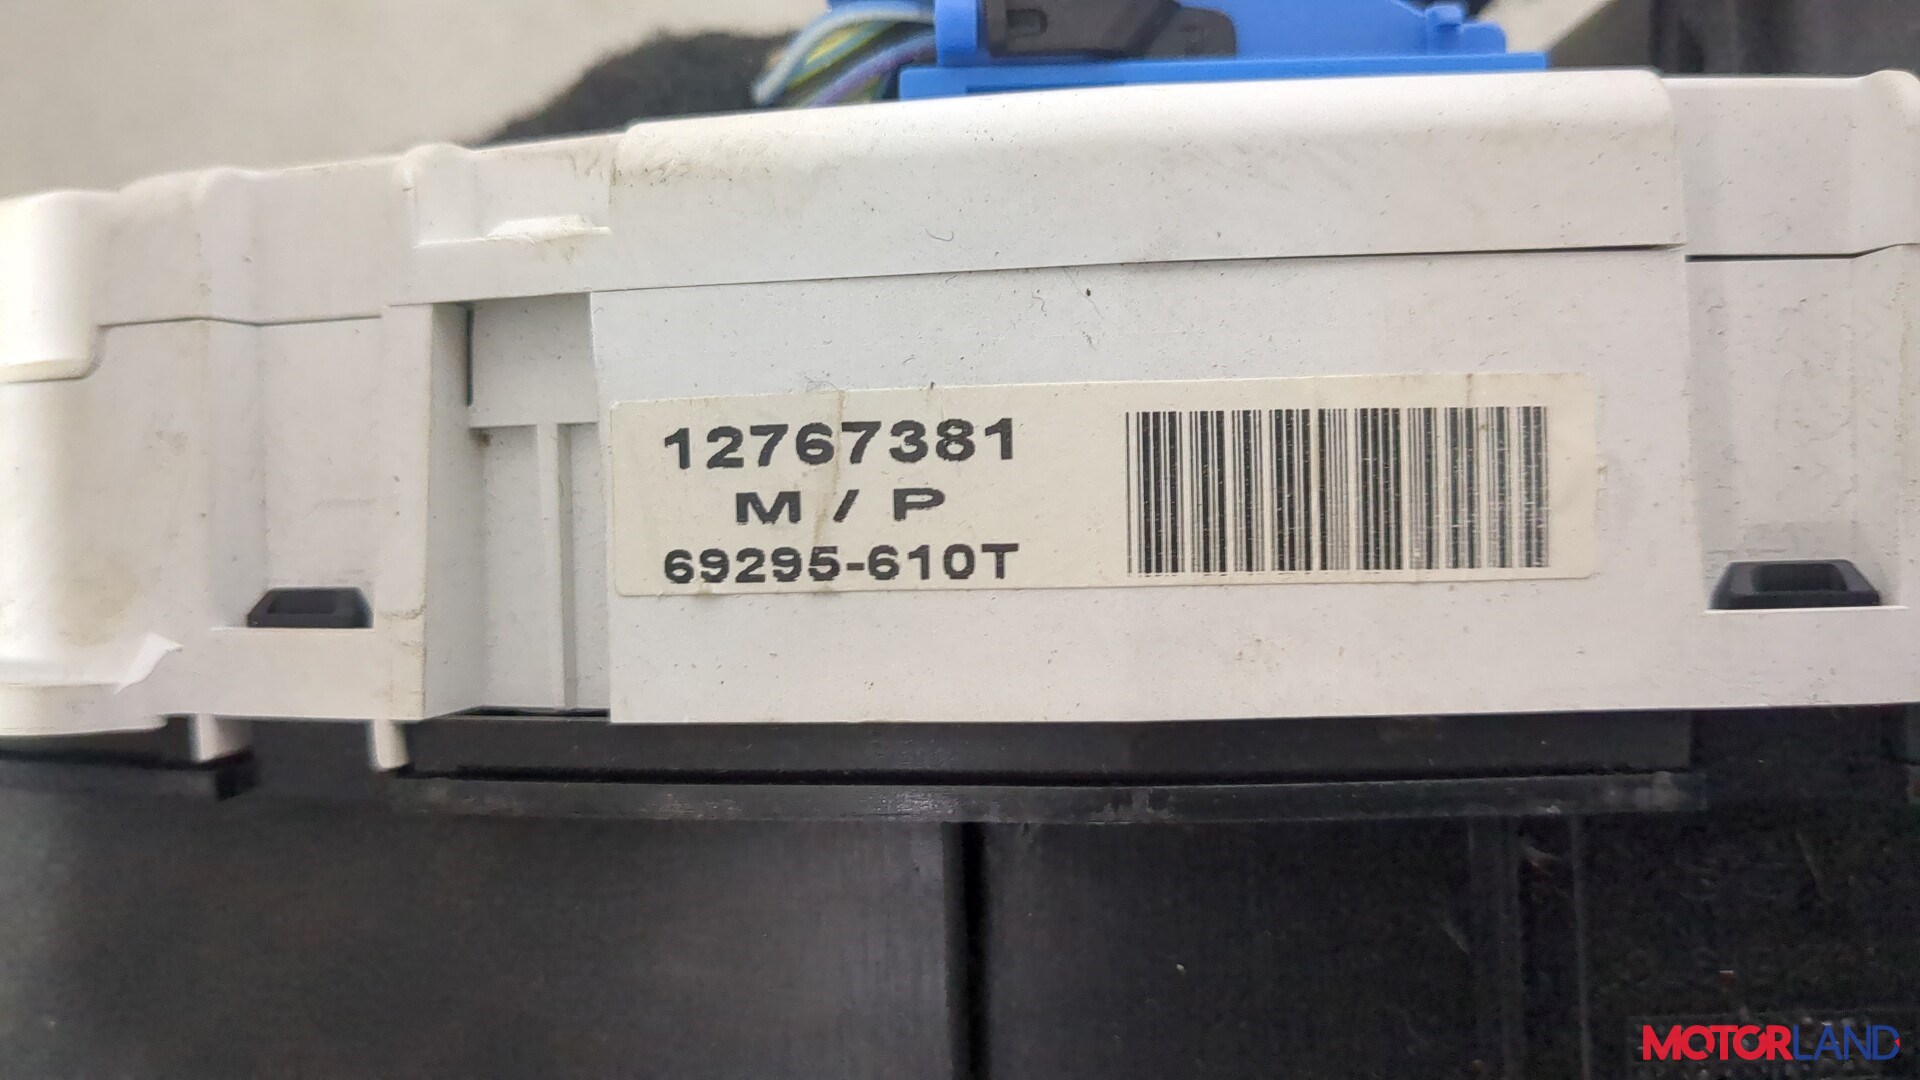 12767381
M / P
69295-610T
MOTORLAND